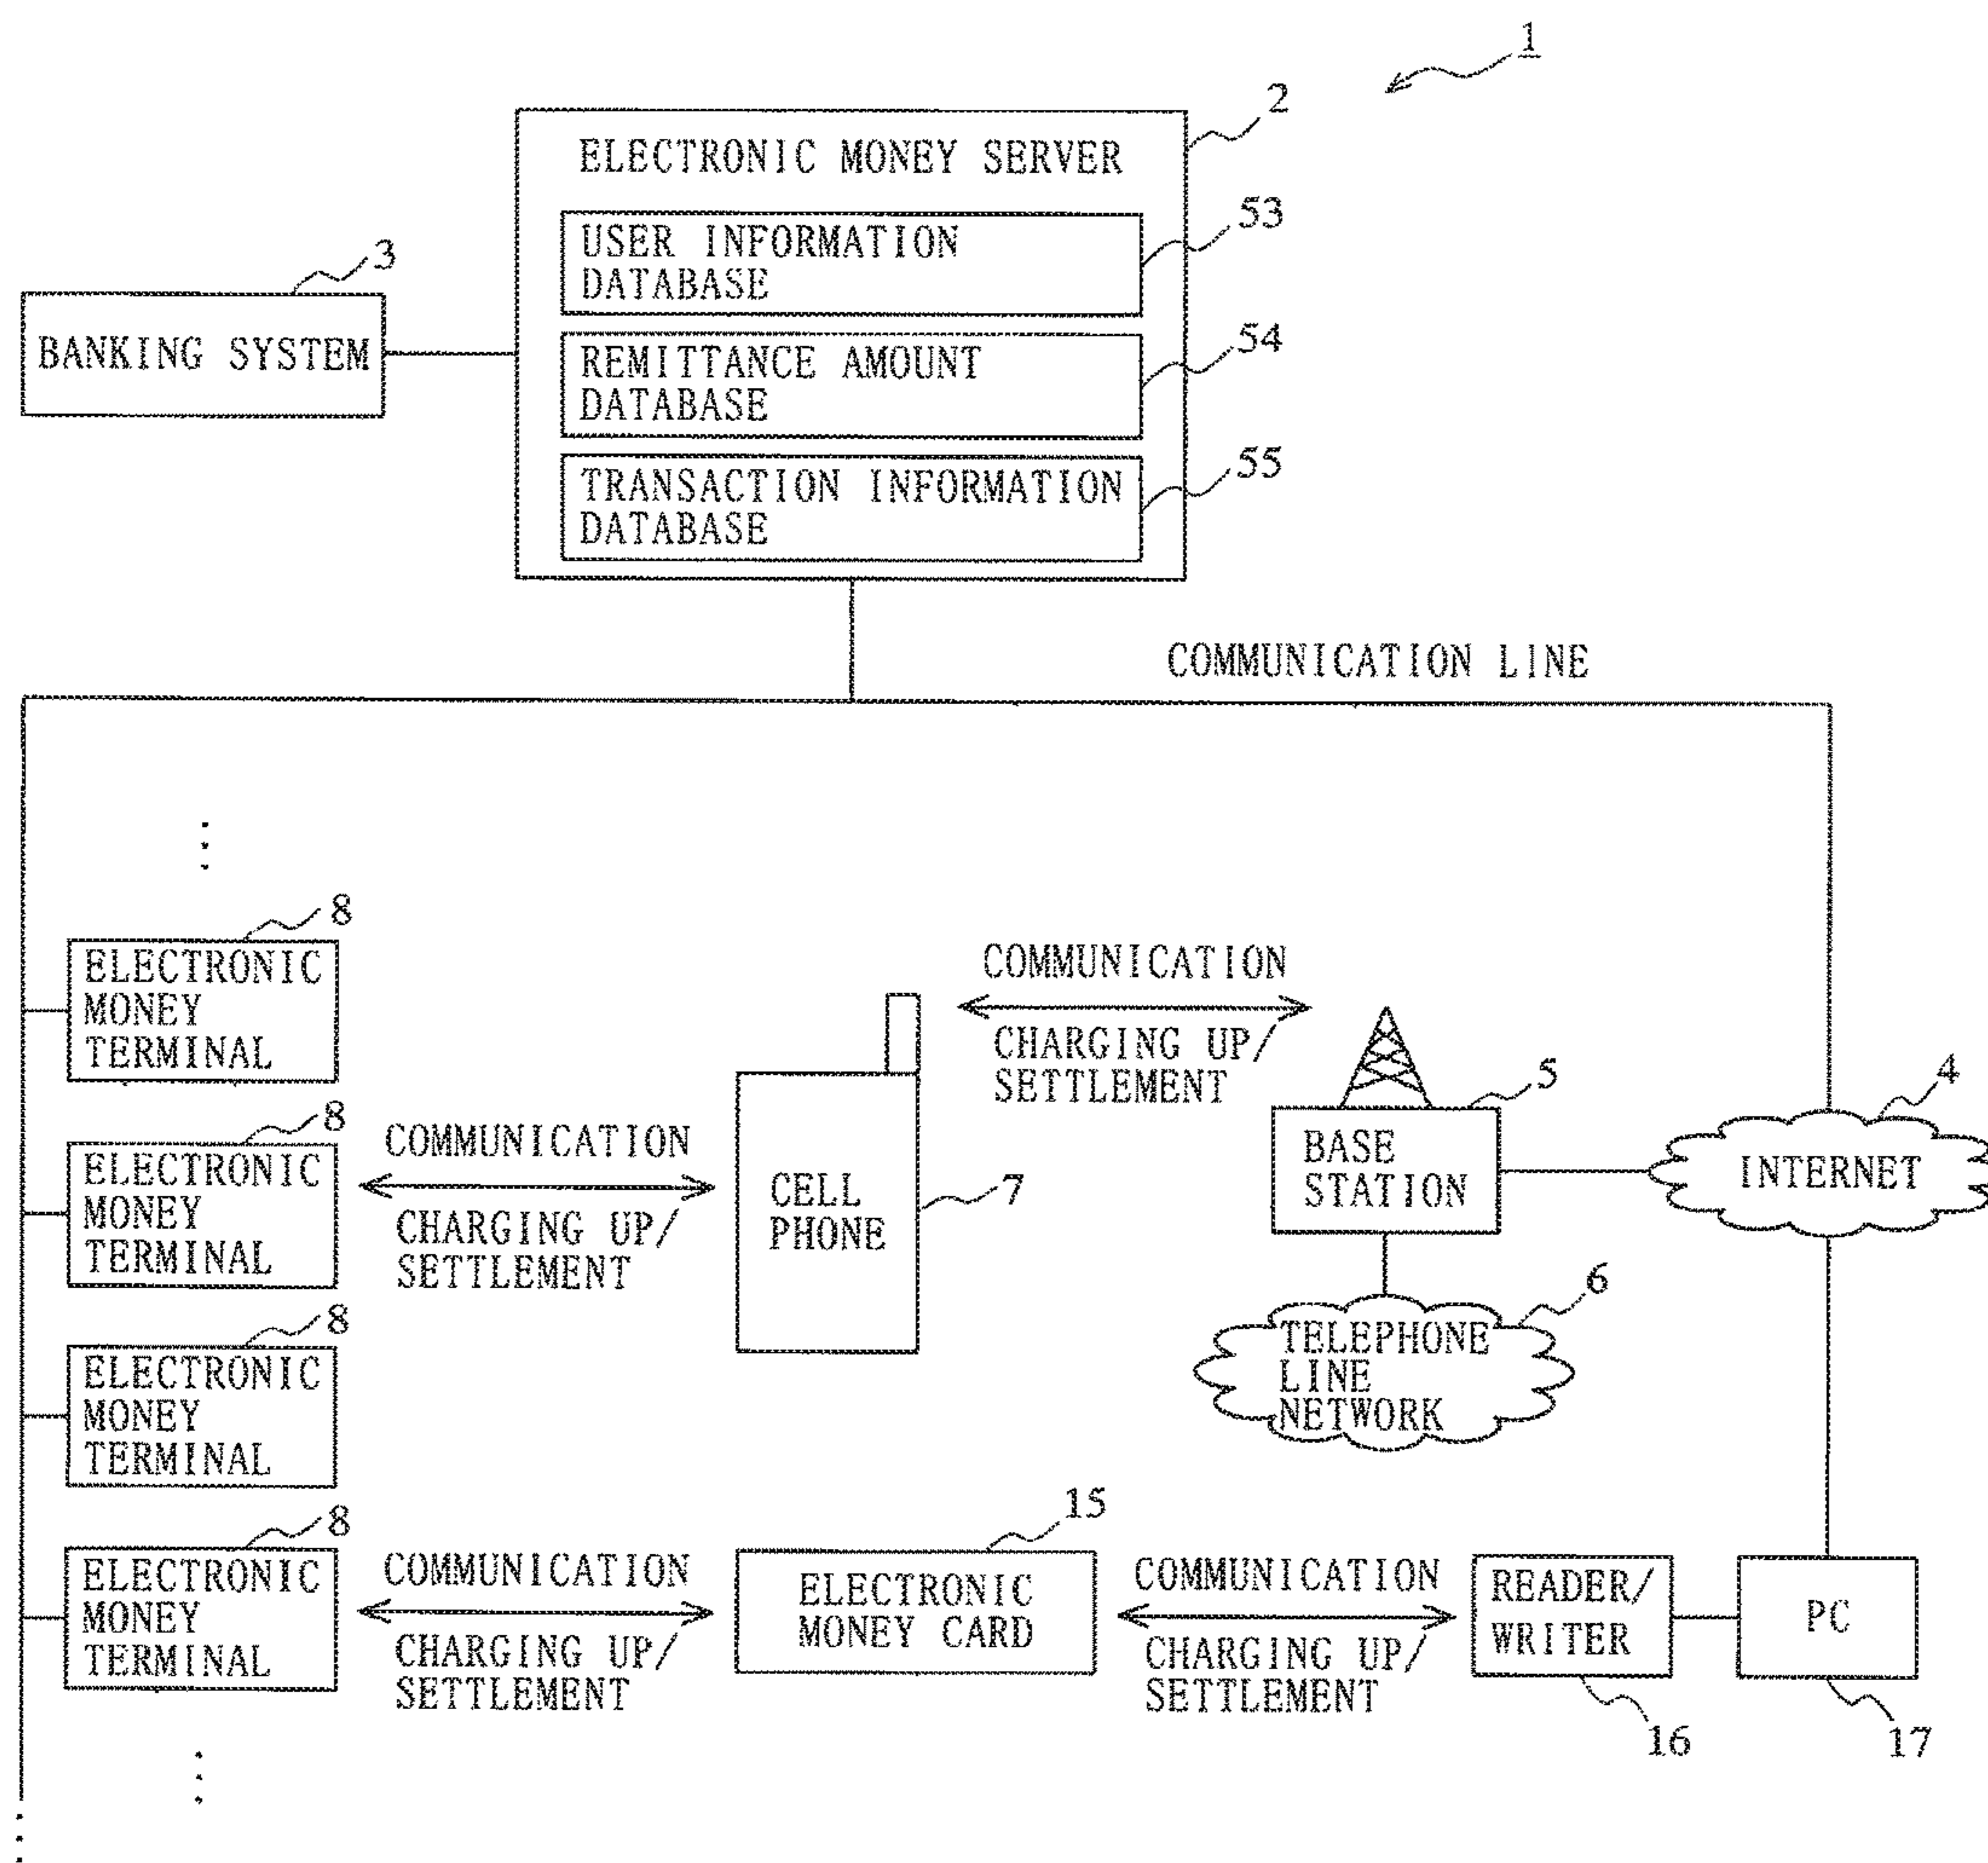 1
2
ELECTRONIC MONEY SERVER
53
USER INFORMATION
DATABASE
3
BANKING SYSTEM
54
REMITTANCE AMOUNT
DATABASE
55
TRANSACTION INFORMATION
DATABASE
COMMUNICATION LINE
8
ELECTRONIC
MONEY
TERMINAL
COMMUNICATION
CHARGING UP/
SETTLEMENT
5
BASE
STATION
4
INTERNET
8
ELECTRONIC
MONEY
TERMINAL
COMMUNICATION
CHARGING UP/
SETTLEMENT
CELL
PHONE
7
6
TELEPHONE
LINE
NETWORK
8
ELECTRONIC
MONEY
TERMINAL
8
ELECTRONIC
MONEY
TERMINAL
COMMUNICATION
CHARGING UP/
SETTLEMENT
15
ELECTRONIC
MONEY CARD
COMMUNICATION
CHARGING UP/
SETTLEMENT
READER/
WRITER
16
PC
17